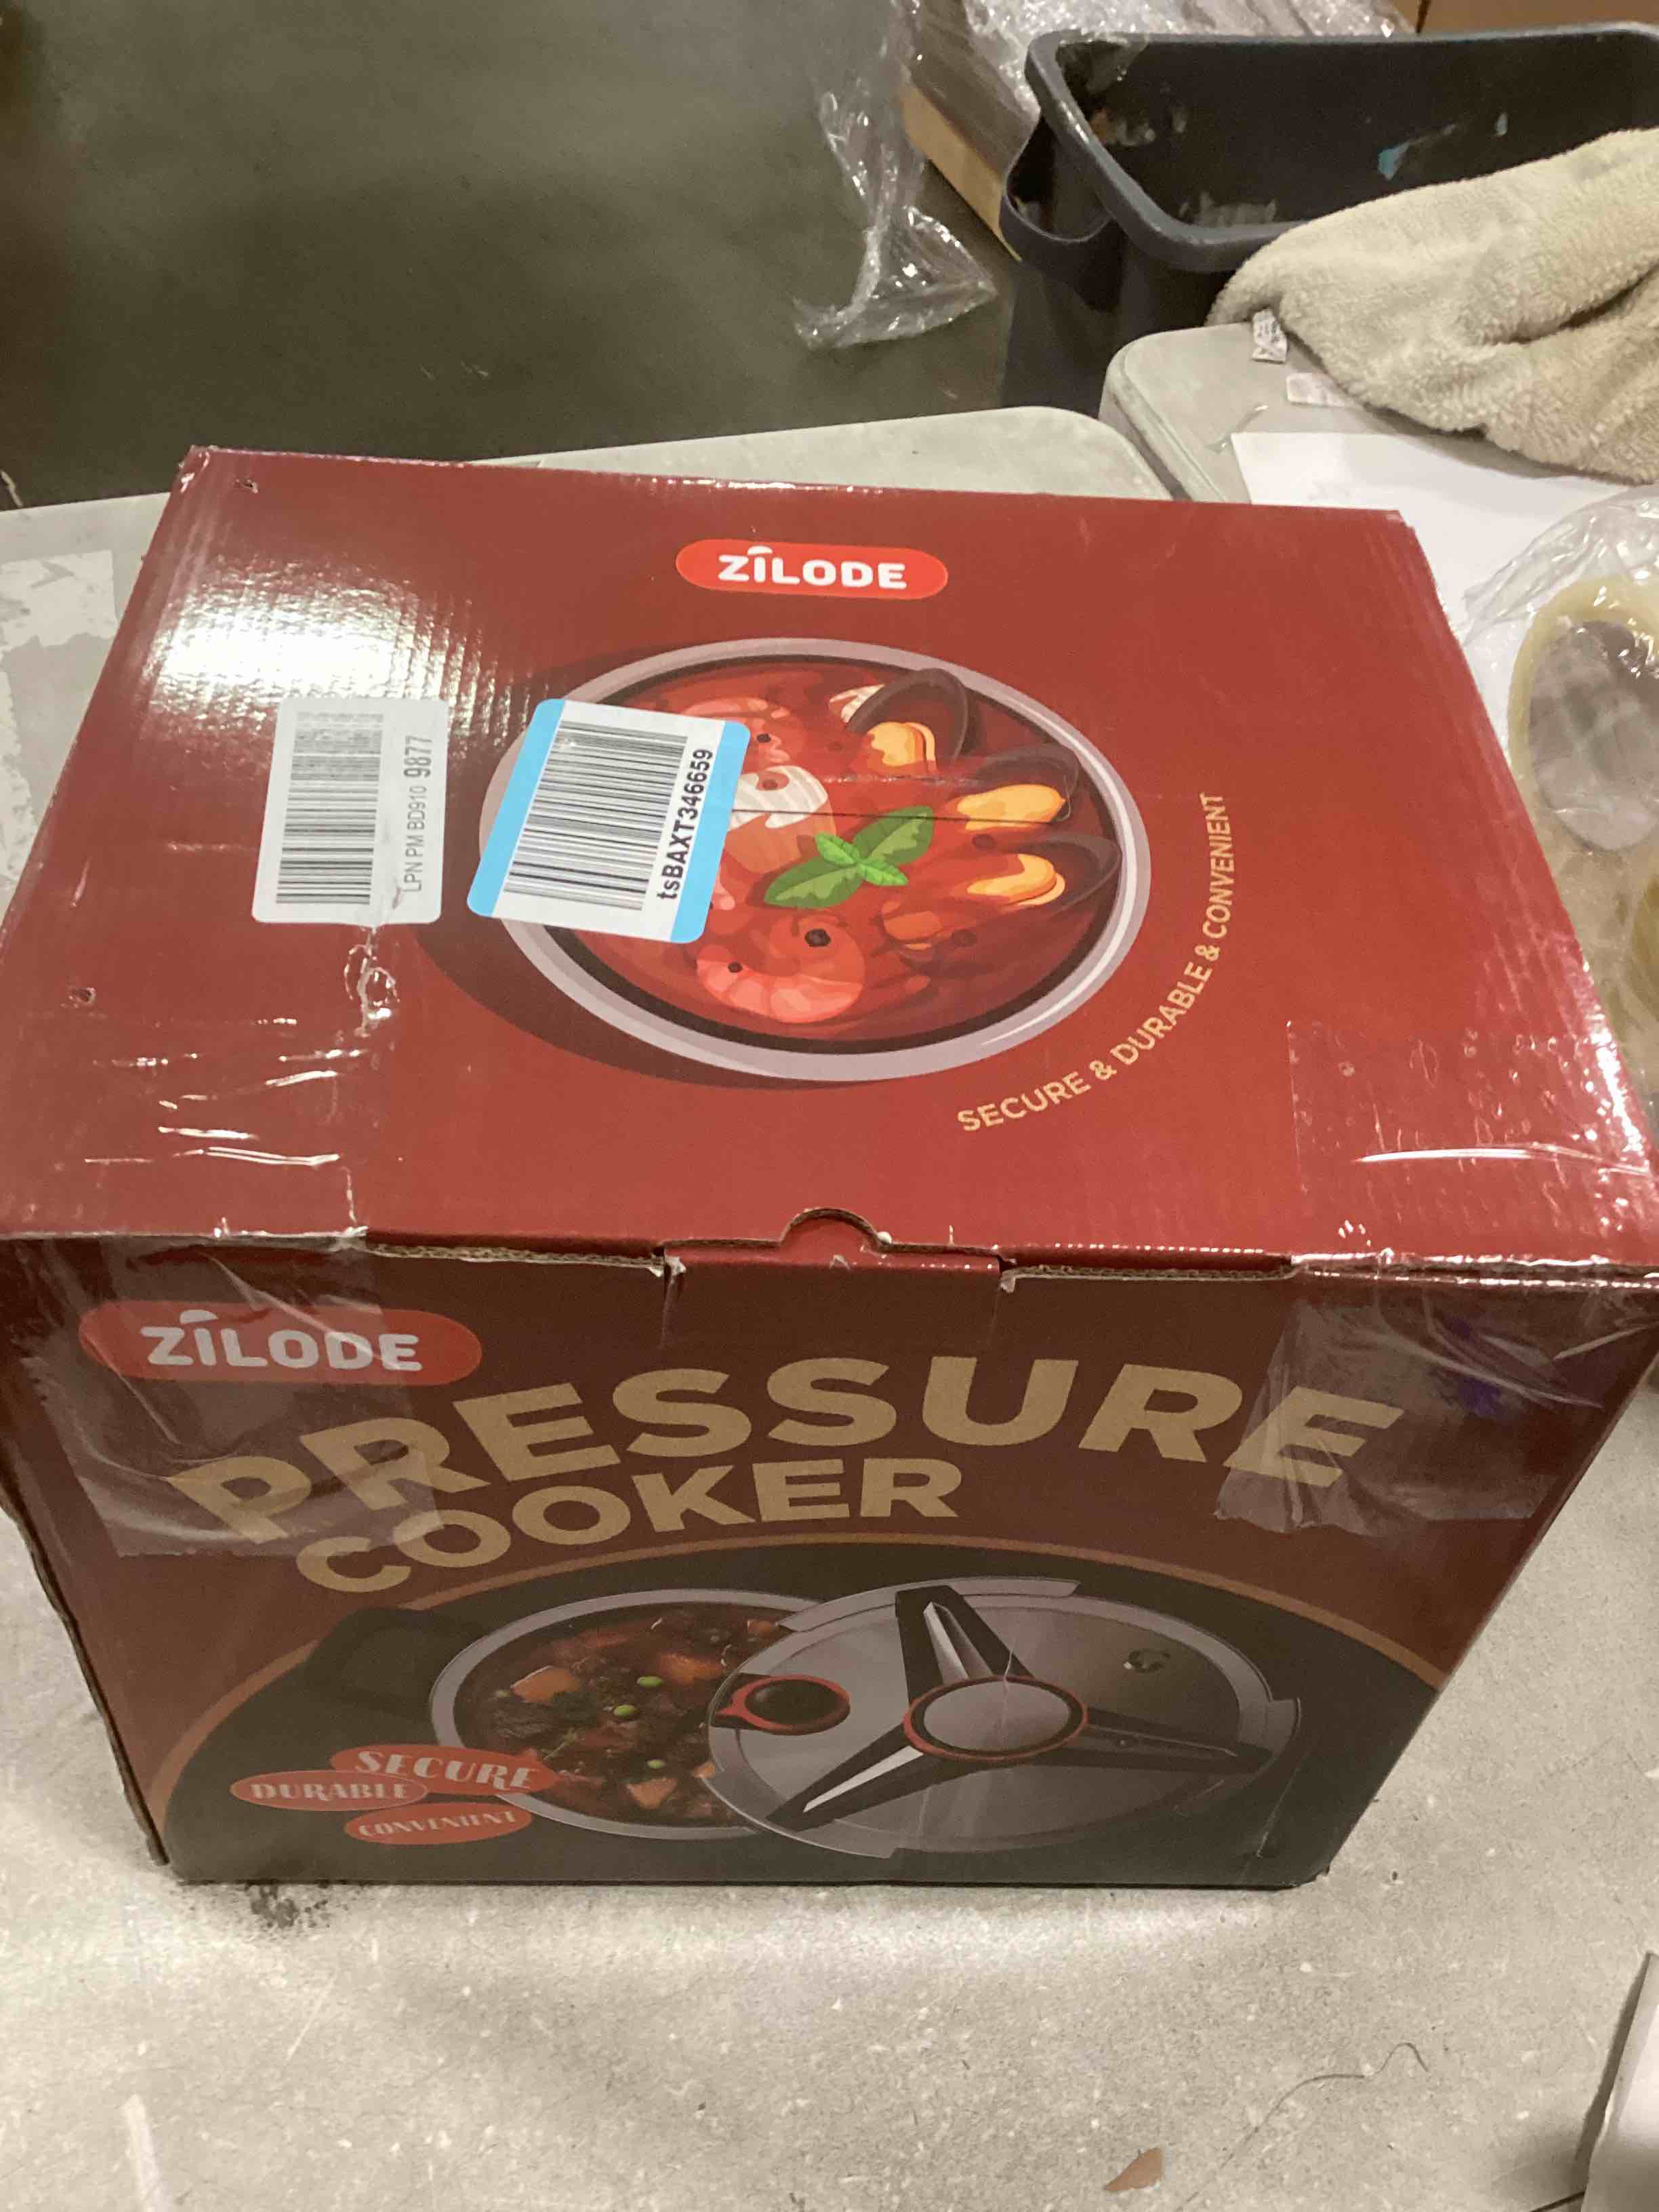 ZILODE
LPN PM BD910 9877
tsBAXT346659
SECURE & DURABLE & CONVENIENT
ZILODE
PRESSURE
COOKER
SECURE
DURABLE
CONVENIENT